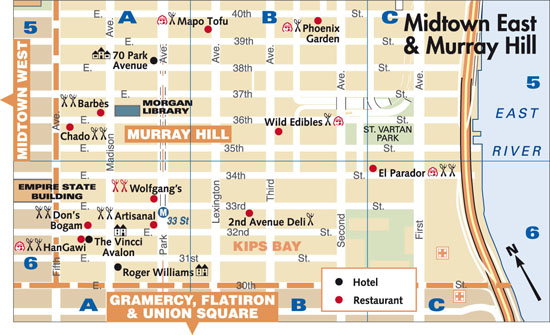 A
B
C
Midtown East
& Murray Hill
5
5
E.
40th
St.
Mapo Tofu
Phoenix
Garden
E.
39th
St.
70 Park
Avenue
E.
38th
St.
Ave.
Ave.
Ave.
Ave.
E.
37th
St.
MIDTOWN WEST
Barbès
MORGAN
LIBRARY
E.
36th
St.
Chado
Ave.
MURRAY HILL
Wild Edibles
ST. VARTAN
PARK
EAST
RIVER
E.
35th
St.
Madison
E.
34th
St.
El Parador
EMPIRE STATE
BUILDING
Wolfgang's
Lexington
Third
E.
33rd
St.
Don's
Bogam
Artisanal
M
33 St
2nd Avenue Deli
Second
First
E.
32nd
St.
HanGawi
The Vincci
Avalon
Park
KIPS BAY
6
6
N
E.
31st
St.
Fifth
Roger Williams
E.
30th
St.
Hotel
Restaurant
A
B
C
GRAMERCY, FLATIRON
& UNION SQUARE